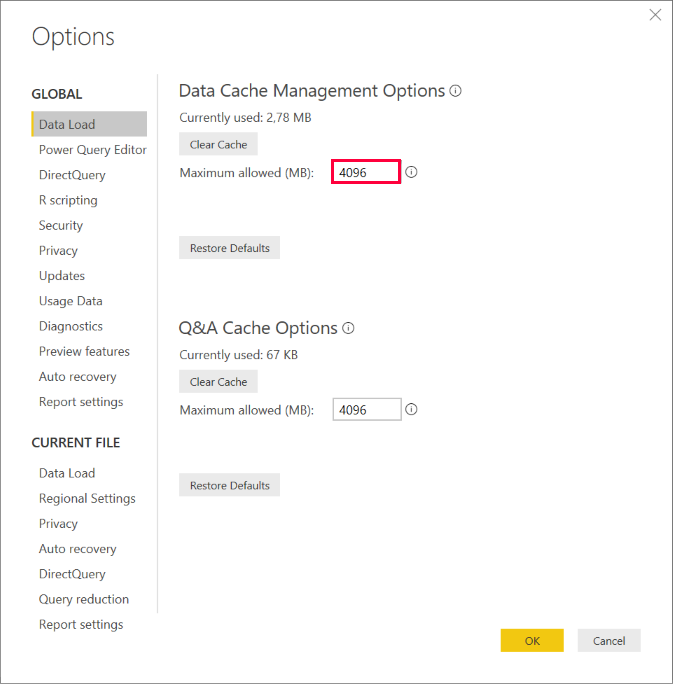 Options
GLOBAL
Data Load
Power Query Editor
DirectQuery
R scripting
Security
Privacy
Updates
Usage Data
Diagnostics
Preview features
Auto recovery
Report settings
CURRENT FILE
Data Load
Regional Settings
Privacy
Auto recovery
DirectQuery
Query reduction
Report settings
Data Cache Management Options
Currently used: 2,78 MB
Clear Cache
Maximum allowed (MB): 4096
Restore Defaults
Q&A Cache Options
Currently used: 67 KB
Clear Cache
Maximum allowed (MB): 4096
Restore Defaults
OK Cancel